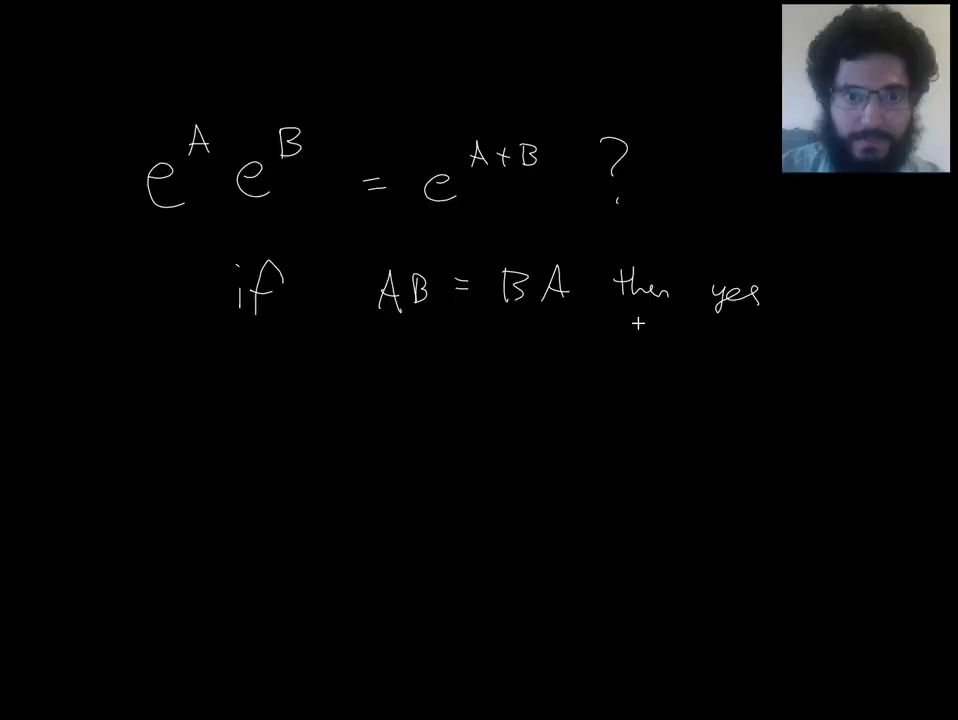 e^A e^B = e^{A+B} ?
if AB = BA then yes